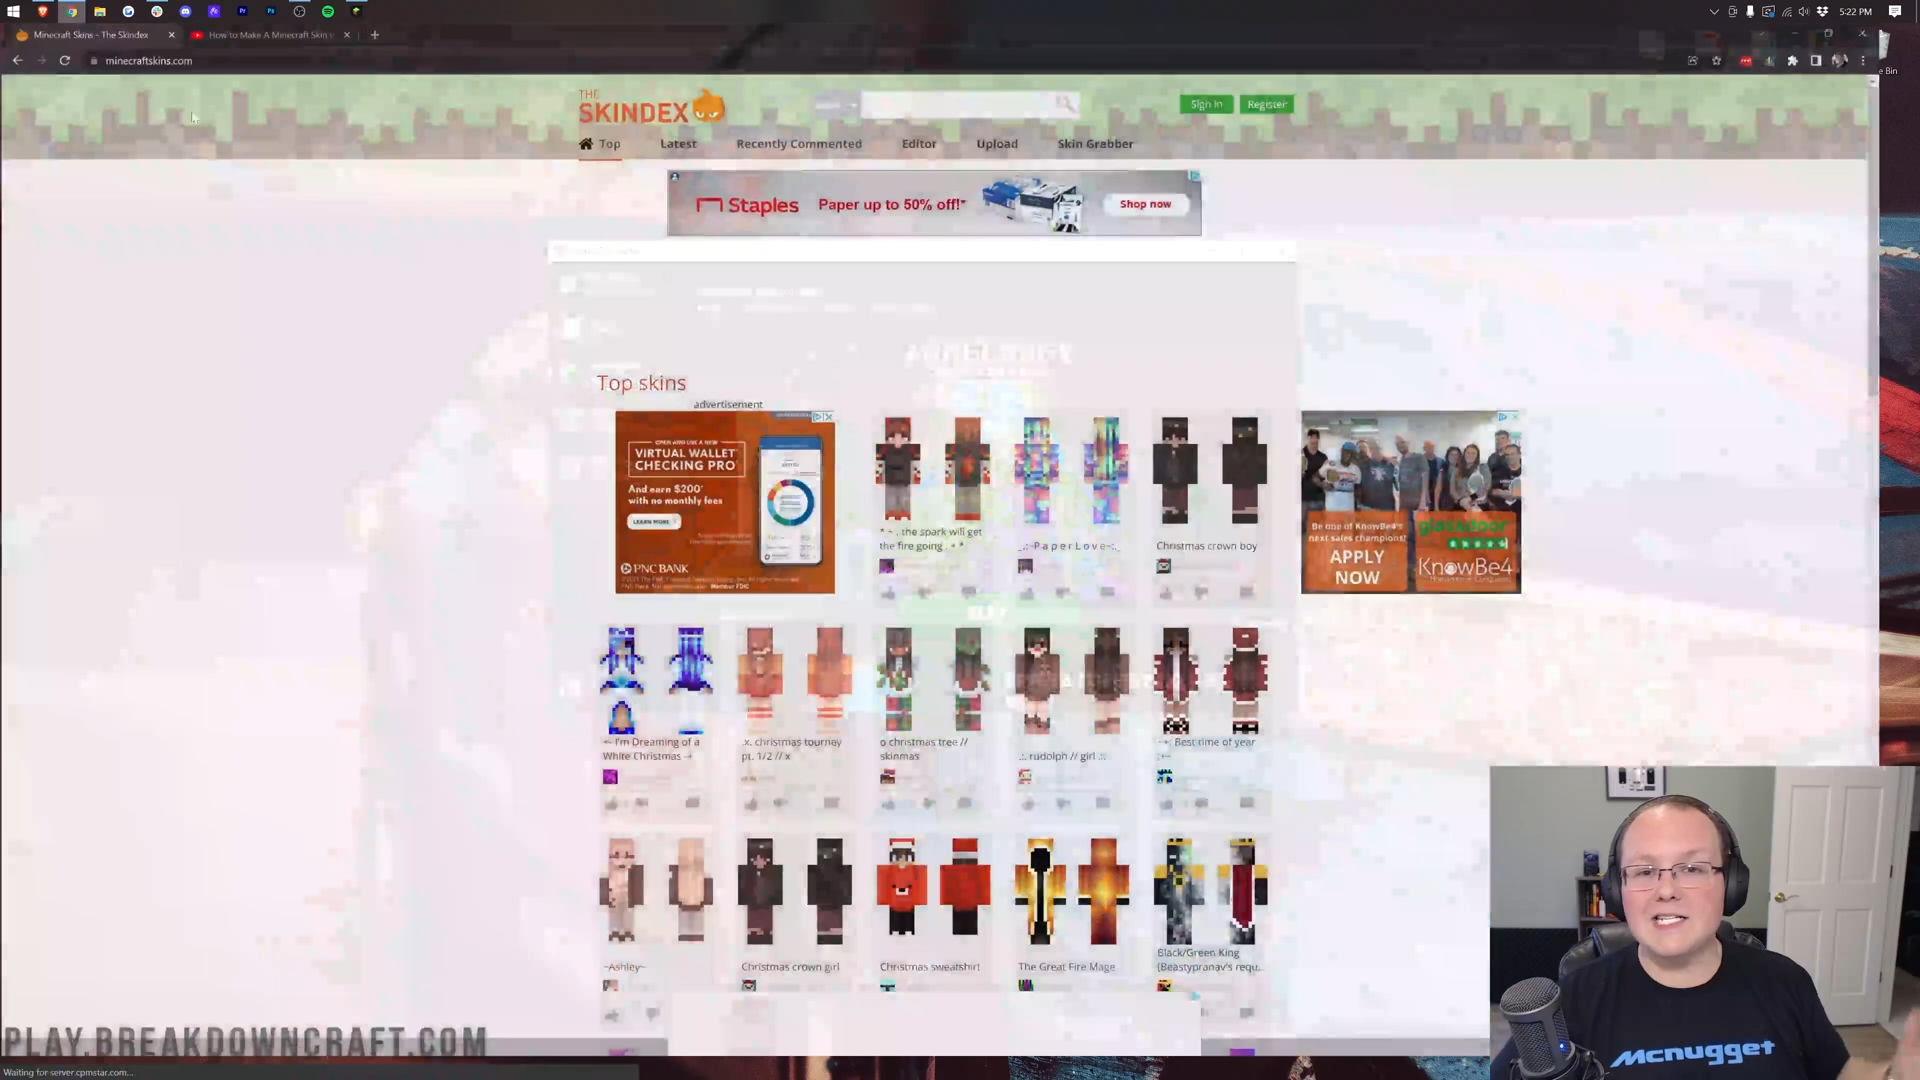 5:22 PM
Minecraft Skins - The Skindex
How to Make A Minecraft Skin
minecraftskins.com
e Bin
THE
SKINDEX
Sign In
Register
Top
Latest
Recently Commented
Editor
Upload
Skin Grabber
Staples
Paper up to 50% off!*
Shop now
Top skins
advertisement
OPEN AND USE A NEW
VIRTUAL WALLET
CHECKING PRO
And earn $200*
with no monthly fees
LEARN MORE
PNC BANK
Be one of KnowBe4's
next sales champions!
APPLY
NOW
glassdoor
KnowBe4
the spark will get
the fire going
P a p e r L o v e
Christmas crown boy
I'm Dreaming of a
White Christmas
.x. christmas tourney
pt. 1/2 // x
o christmas tree //
skinmas
.:. rudolph // girl .:.
Best time of year
~Ashley~
Christmas crown girl
Christmas sweatshirt
The Great Fire Mage
Black/Green King
(Beastypranav's requ...
PLAY.BREAKDOWNCRAFT.COM
Mcnugget
Waiting for server.cpmstar.com...